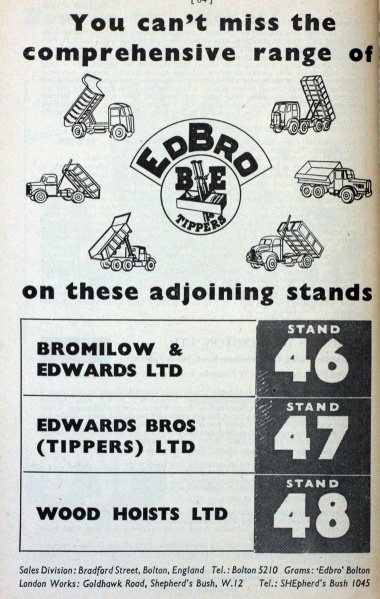 [64]
You can't miss the
comprehensive range of
EDBRO
B E
TIPPERS
on these adjoining stands
BROMILOW &
EDWARDS LTD
STAND
46
EDWARDS BROS
(TIPPERS) LTD
STAND
47
WOOD HOISTS LTD
STAND
48
Sales Division: Bradford Street, Bolton, England Tel.: Bolton 5210 Grams: 'Edbro' Bolton
London Works: Goldhawk Road, Shepherd's Bush, W.12 Tel.: SHEpherd's Bush 1045